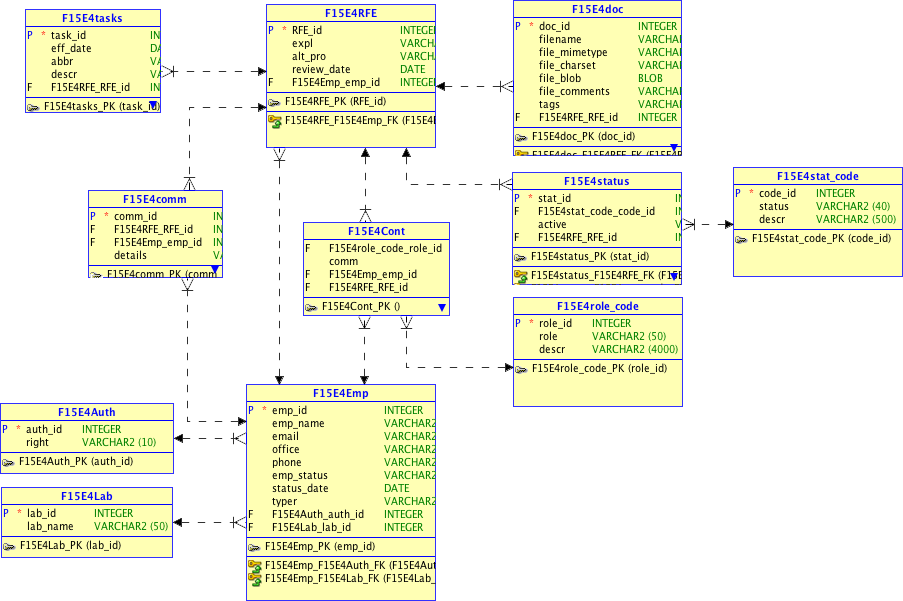 F15E4tasks
P * task_id IN
eff_date DA
abbr VA
descr VA
F F15E4RFE_RFE_id IN
F15E4tasks_PK (task_id)
F15E4RFE
P * RFE_id INTEGER
expl VARCH
alt_pro VARCH
review_date DATE
F F15E4Emp_emp_id INTEGER
F15E4RFE_PK (RFE_id)
F15E4RFE_F15E4Emp_FK (F15E4
F15E4doc
P * doc_id INTEGER
filename VARCHA
file_mimetype VARCHA
file_charset VARCHA
file_blob BLOB
file_comments VARCHA
tags VARCHA
F F15E4RFE_RFE_id INTEGER
F15E4doc_PK (doc_id)
F15E4doc_F15E4RFE_FK (F15E4R
F15E4comm
P * comm_id IN
F F15E4RFE_RFE_id IN
F F15E4Emp_emp_id IN
details VA
F15E4comm_PK (comm
F15E4Cont
F F15E4role_code_role_id
comm
F F15E4Emp_emp_id
F F15E4RFE_RFE_id
F15E4Cont_PK ()
F15E4status
P * stat_id IN
F F15E4stat_code_code_id IN
active V
F F15E4RFE_RFE_id IN
F15E4status_PK (stat_id)
F15E4status_F15E4RFE_FK (F15E
F15E4stat_code
P * code_id INTEGER
status VARCHAR2 (40)
descr VARCHAR2 (500)
F15E4stat_code_PK (code_id)
F15E4role_code
P * role_id INTEGER
role VARCHAR2 (50)
descr VARCHAR2 (4000)
F15E4role_code_PK (role_id)
F15E4Auth
P * auth_id INTEGER
right VARCHAR2 (10)
F15E4Auth_PK (auth_id)
F15E4Lab
P * lab_id INTEGER
lab_name VARCHAR2 (50)
F15E4Lab_PK (lab_id)
F15E4Emp
P * emp_id INTEGER
emp_name VARCHAR2
email VARCHAR2
office VARCHAR2
phone VARCHAR2
emp_status VARCHAR2
status_date DATE
typer VARCHAR2
F F15E4Auth_auth_id INTEGER
F F15E4Lab_lab_id INTEGER
F15E4Emp_PK (emp_id)
F15E4Emp_F15E4Auth_FK (F15E4Aut
F15E4Emp_F15E4Lab_FK (F15E4Lab_